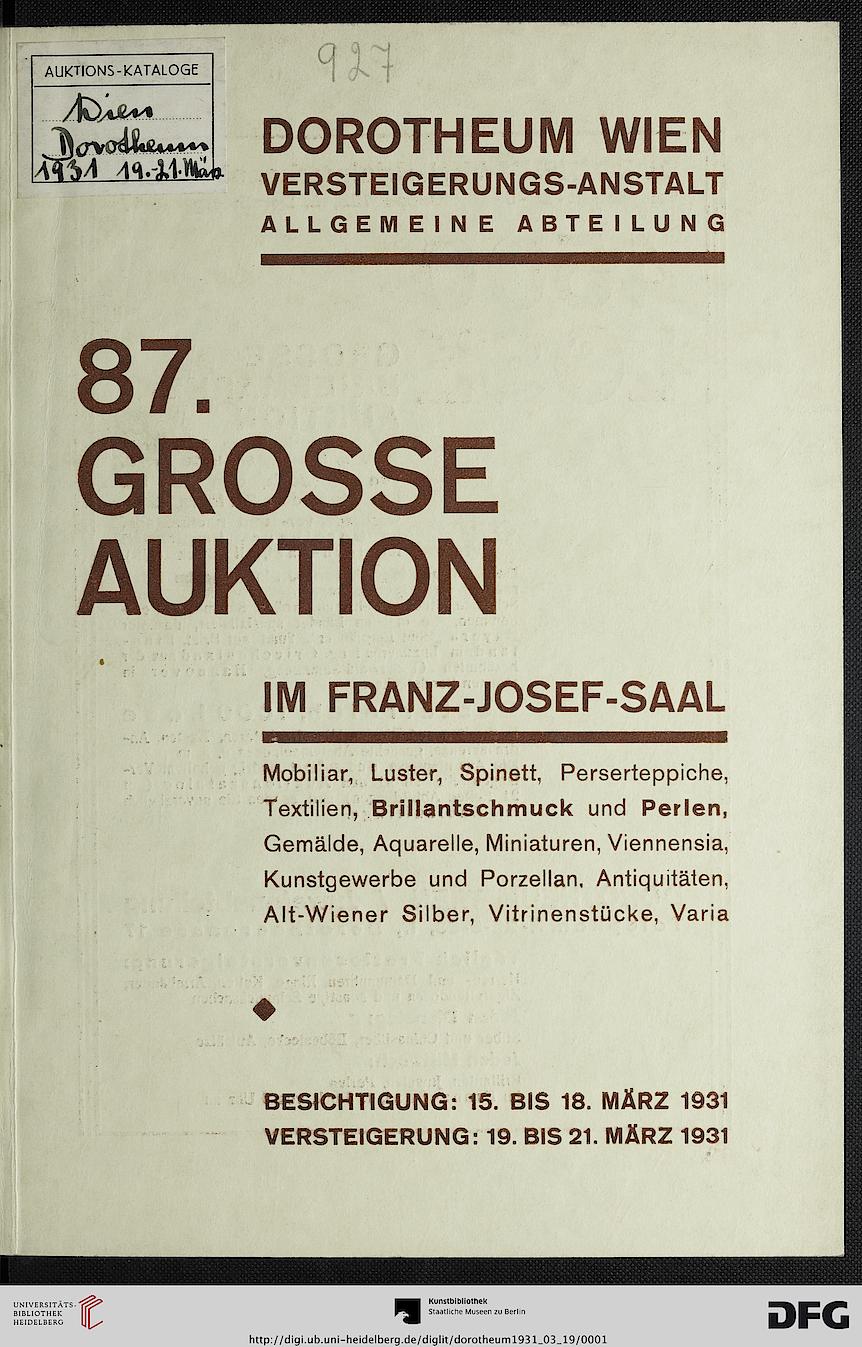 927
AUKTIONS-KATALOGE
Wien
Dorotheum
1931 19.-21. März
DOROTHEUM WIEN
VERSTEIGERUNGS-ANSTALT
ALLGEMEINE ABTEILUNG
87.
GROSSE
AUKTION
IM FRANZ-JOSEF-SAAL
Mobiliar, Luster, Spinett, Perserteppiche,
Textilien, Brillantschmuck und Perlen,
Gemälde, Aquarelle, Miniaturen, Viennensia,
Kunstgewerbe und Porzellan, Antiquitäten,
Alt-Wiener Silber, Vitrinenstücke, Varia
BESICHTIGUNG: 15. BIS 18. MÄRZ 1931
VERSTEIGERUNG: 19. BIS 21. MÄRZ 1931
UNIVERSITÄTS-
BIBLIOTHEK
HEIDELBERG
Kunstbibliothek
Staatliche Museen zu Berlin
DFG
http://digi.ub.uni-heidelberg.de/diglit/dorotheum1931_03_19/0001